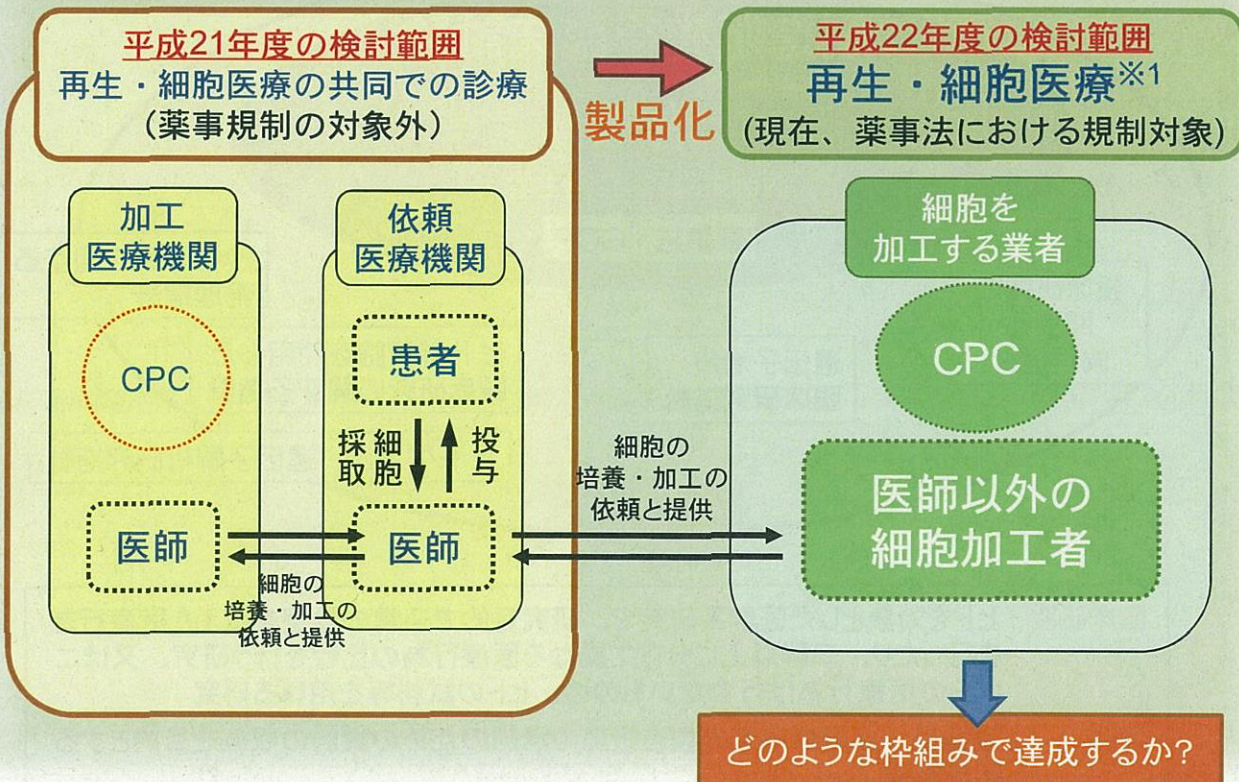 平成21年度の検討範囲
再生・細胞医療の共同での診療
（薬事規制の対象外）
製品化
平成22年度の検討範囲
再生・細胞医療※1
(現在、薬事法における規制対象)
加工
医療機関
CPC
医師
依頼
医療機関
患者
細胞
採取
投与
医師
細胞の
培養・加工の
依頼と提供
細胞の
培養・加工の
依頼と提供
細胞を
加工する業者
CPC
医師以外の
細胞加工者
どのような枠組みで達成するか?